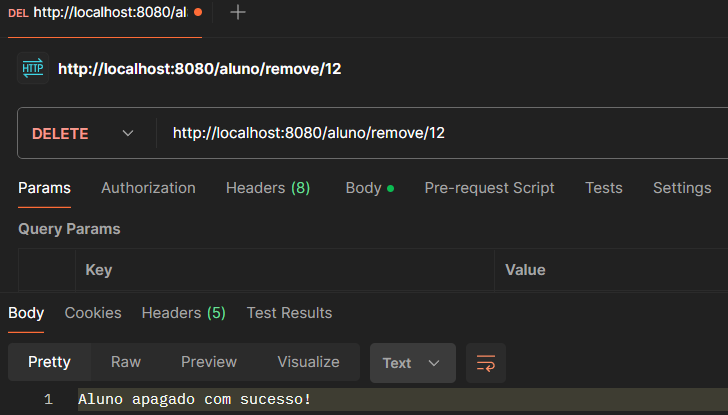 DEL http://localhost:8080/al
HTTP http://localhost:8080/aluno/remove/12
DELETE http://localhost:8080/aluno/remove/12
Params Authorization Headers (8) Body Pre-request Script Tests Settings
Query Params
Key Value
Body Cookies Headers (5) Test Results
Pretty Raw Preview Visualize Text
1 Aluno apagado com sucesso!